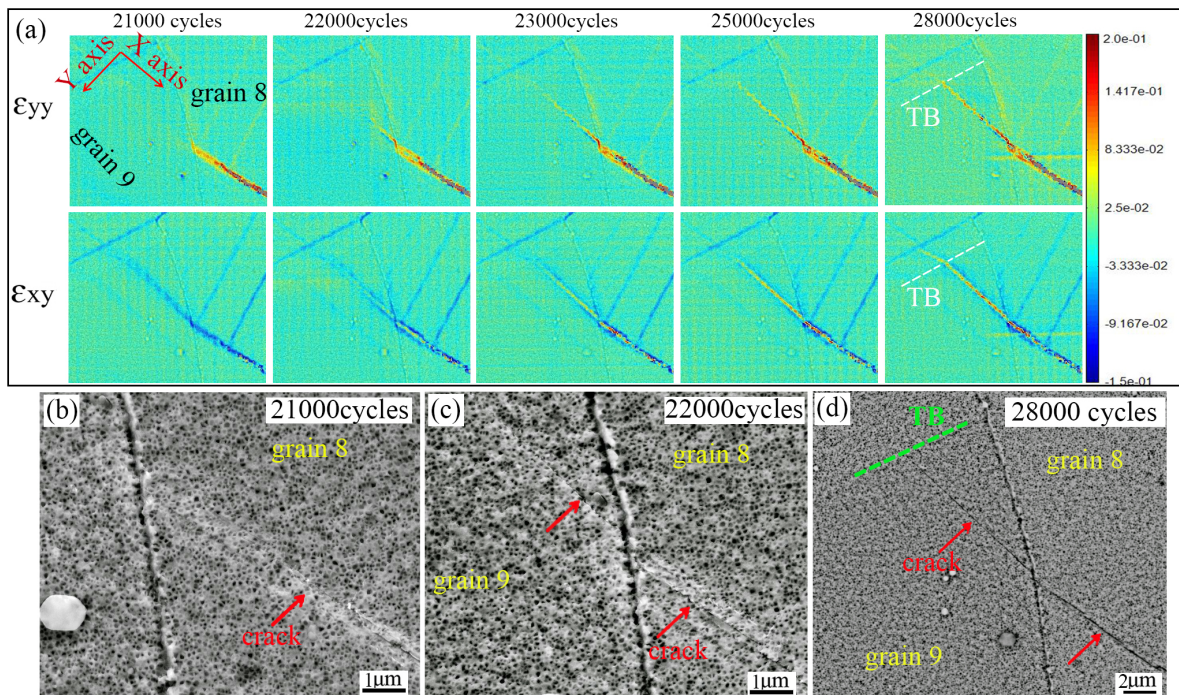 21000 cycles 22000 cycles 23000cycles 25000cycles 28000cycles
(a)
Y axis X axis
grain 8
grain 9
TB
εyy
2.0e-01
1.417e-01
8.333e-02
2.5e-02
-3.333e-02
-9.167e-02
-1.5e-01
εxy
TB
(b) 21000cycles
grain 8
crack
1μm
(c) 22000cycles
grain 8
grain 9
crack
1μm
(d) 28000 cycles
TB
grain 8
crack
grain 9
2μm